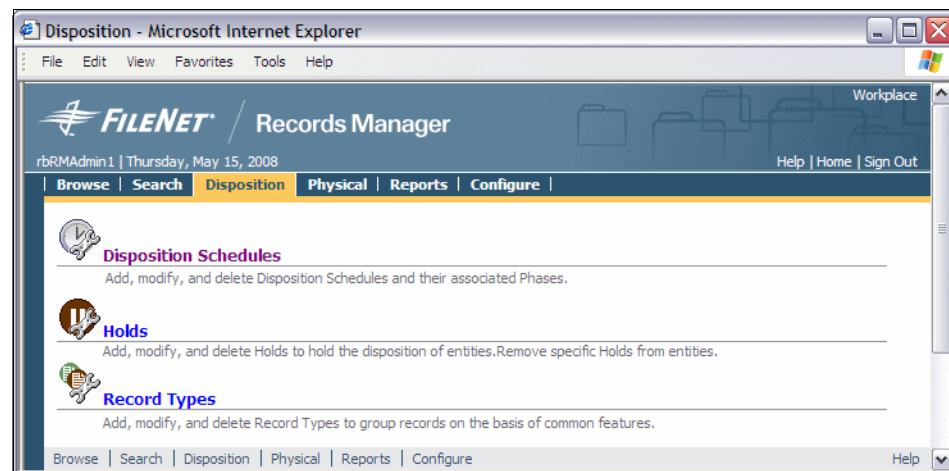 Disposition - Microsoft Internet Explorer
File Edit View Favorites Tools Help
Workplace
FILENET Records Manager
rbRMAdmin1 | Thursday, May 15, 2008 Help | Home | Sign Out
| Browse | Search | Disposition | Physical | Reports | Configure |
Disposition Schedules
Add, modify, and delete Disposition Schedules and their associated Phases.
Holds
Add, modify, and delete Holds to hold the disposition of entities.Remove specific Holds from entities.
Record Types
Add, modify, and delete Record Types to group records on the basis of common features.
Browse | Search | Disposition | Physical | Reports | Configure Help